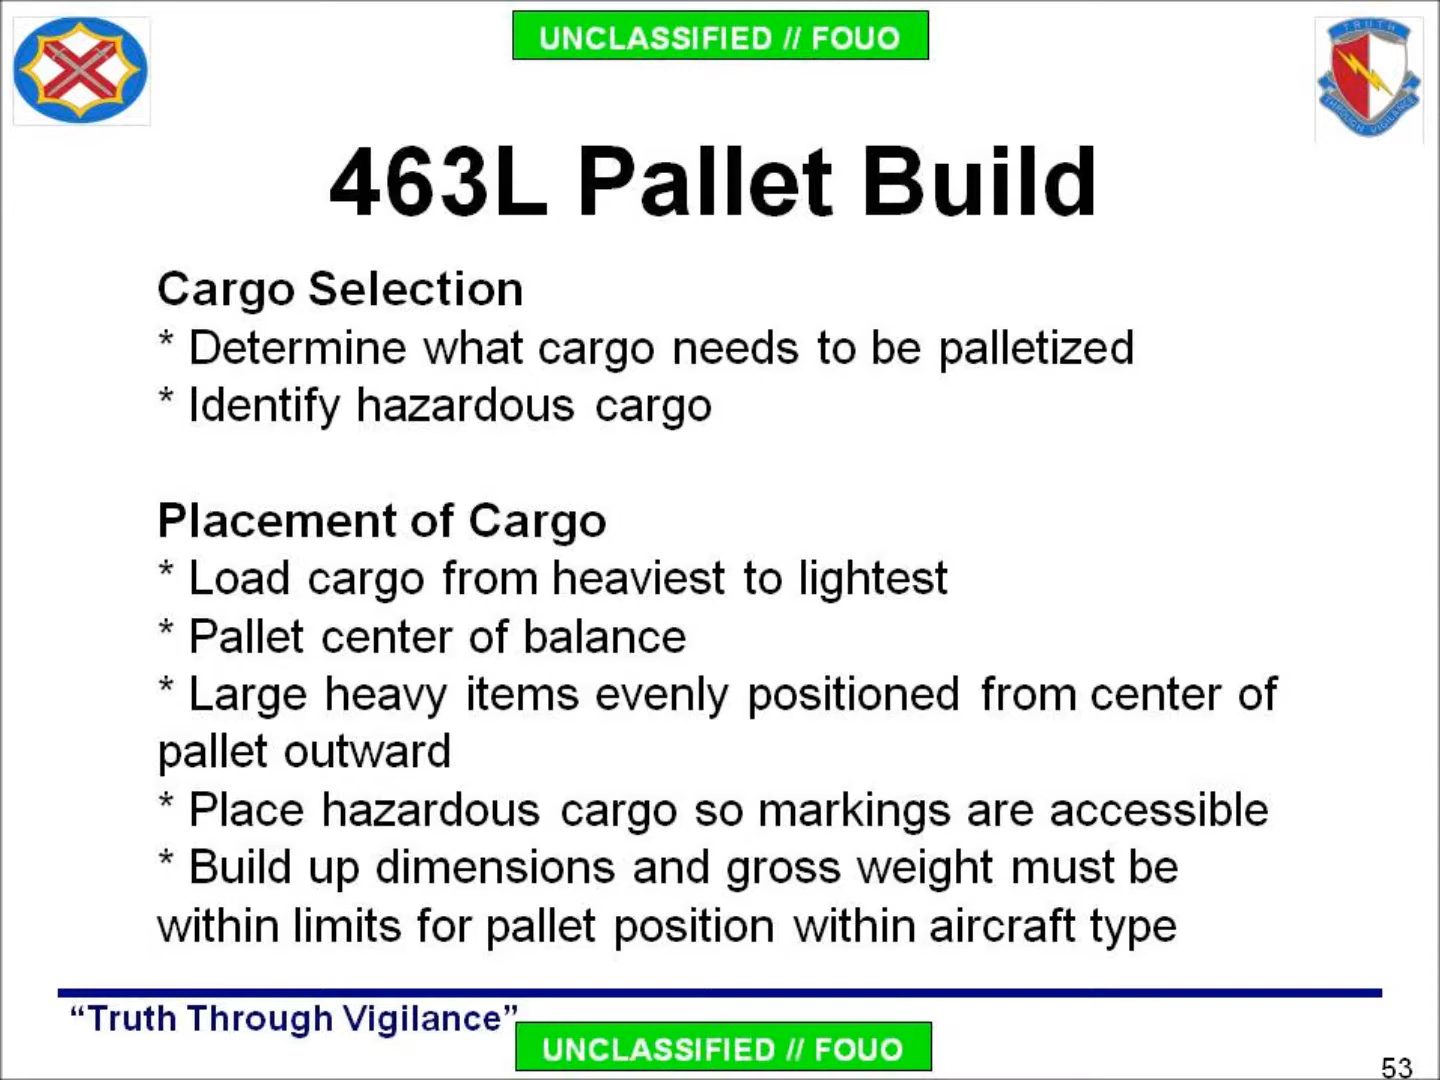 UNCLASSIFIED // FOUO
TRUTH
THROUGH VIGILANCE
463L Pallet Build
Cargo Selection
* Determine what cargo needs to be palletized
* Identify hazardous cargo
Placement of Cargo
* Load cargo from heaviest to lightest
* Pallet center of balance
* Large heavy items evenly positioned from center of
pallet outward
* Place hazardous cargo so markings are accessible
* Build up dimensions and gross weight must be
within limits for pallet position within aircraft type
“Truth Through Vigilance”
UNCLASSIFIED // FOUO
53